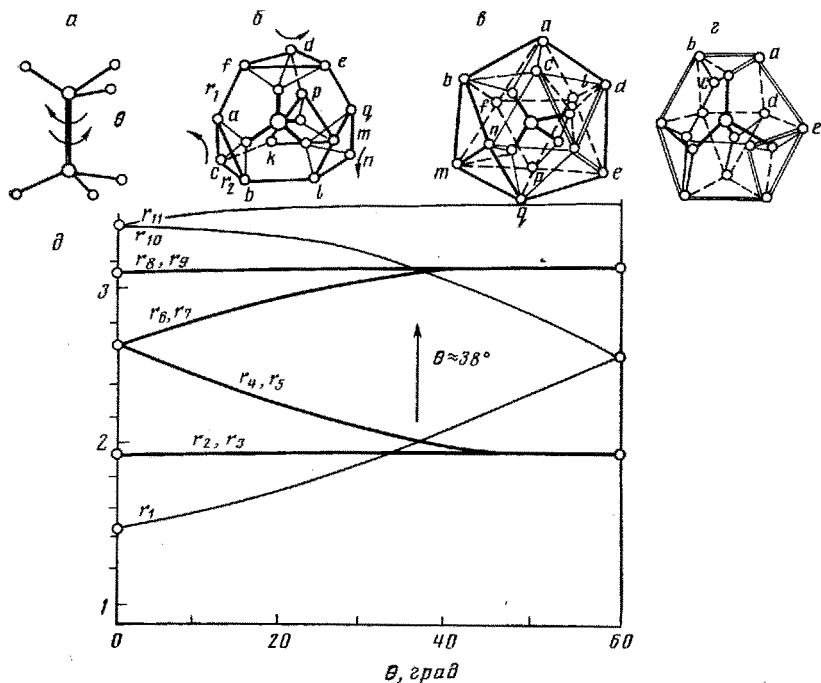 а б в г
d
f e
r₁
p
a q
m
k
c n
r₂
b l
θ
a
b c l d
f
n
m e
p
q
b a
c
d
e
д
r₁₁
r₁₀
r₈, r₉
3
r₆, r₇
θ≈38°
r₄, r₅
2
r₂, r₃
r₁
1
0 20 40 60
θ, град